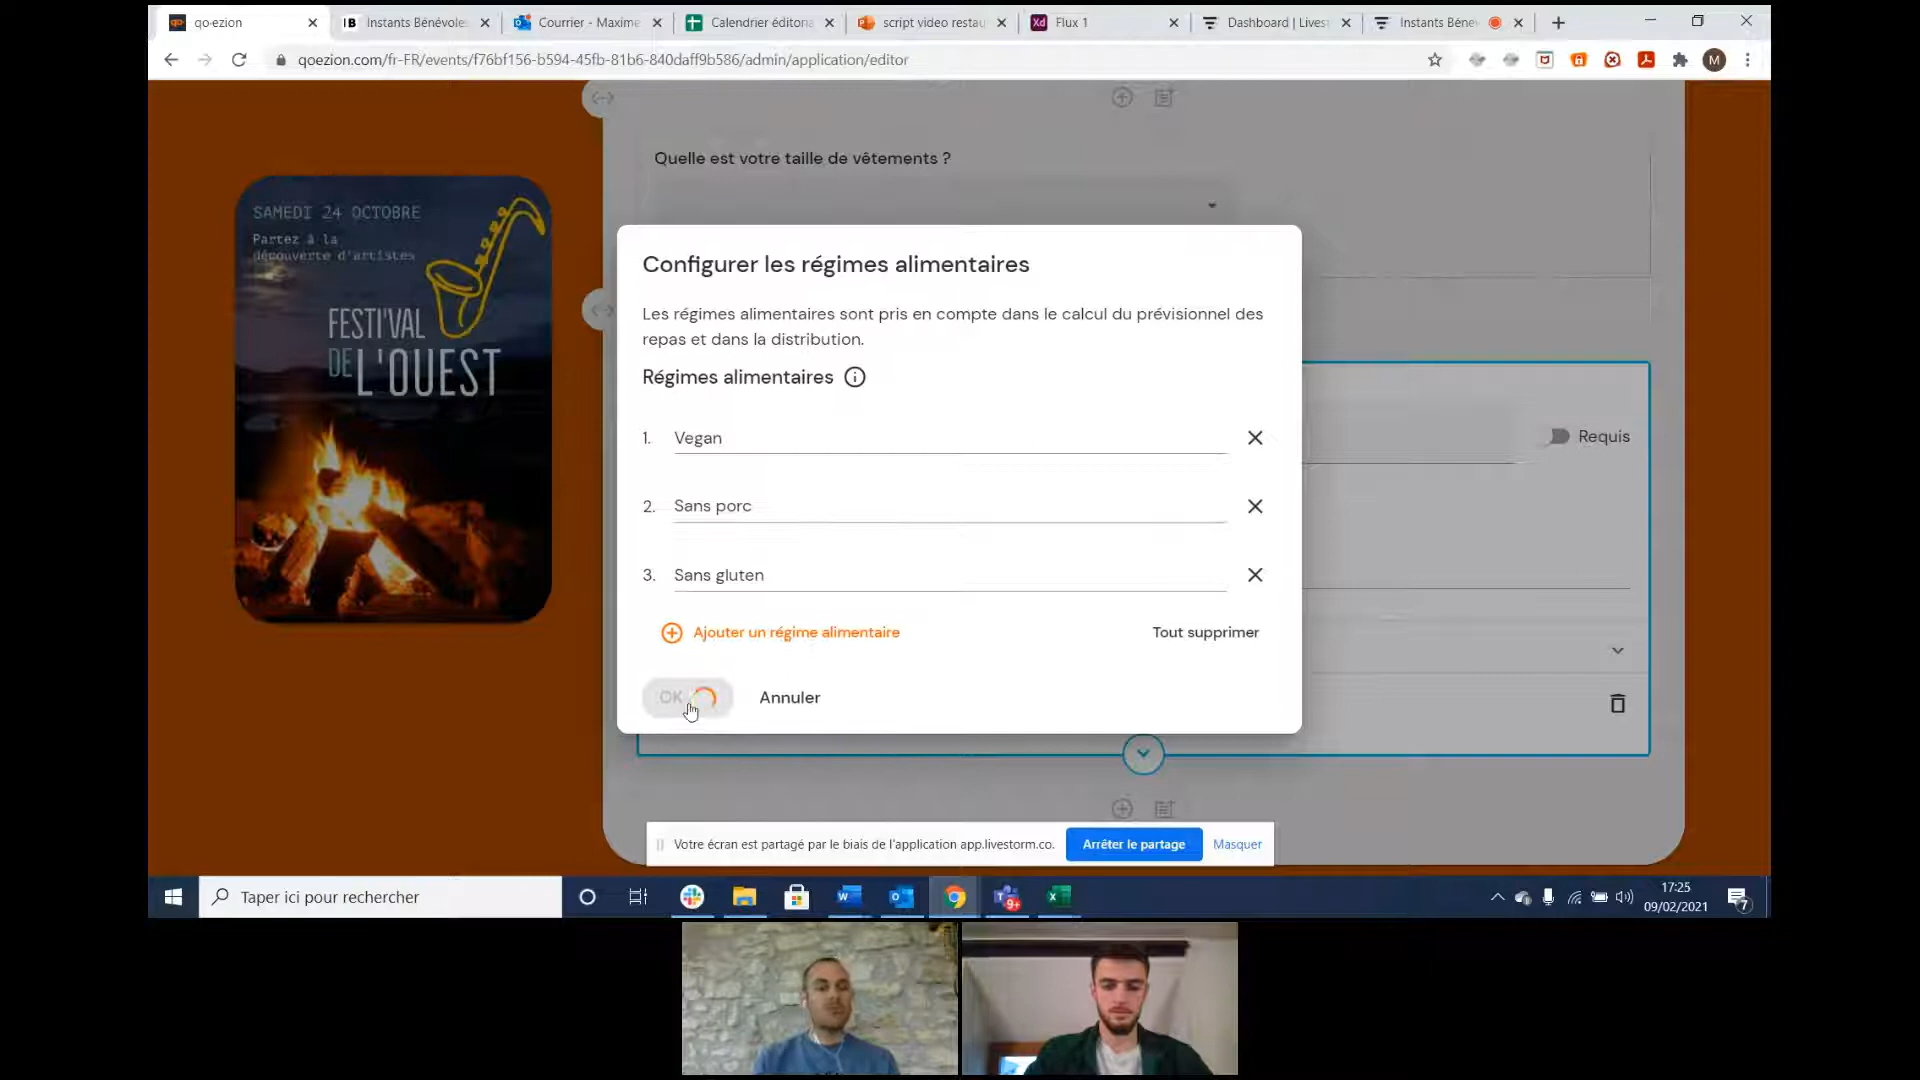 qo-ezion
Instants Bénévoles
Courrier - Maxime
Calendrier éditoria
script video restau
Flux 1
Dashboard | Livest
Instants Béné
qoezion.com/fr-FR/events/f76bf156-b594-45fb-81b6-840daff9b586/admin/application/editor
M
SAMEDI 24 OCTOBRE
Partez à la
découverte d'artistes
FESTI'VAL
DE L'OUEST
Quelle est votre taille de vêtements ?
Configurer les régimes alimentaires
Les régimes alimentaires sont pris en compte dans le calcul du prévisionnel des
repas et dans la distribution.
Régimes alimentaires
1. Vegan
2. Sans porc
3. Sans gluten
Ajouter un régime alimentaire
Tout supprimer
OK
Annuler
Requis
Votre écran est partagé par le biais de l'application app.livestorm.co.
Arrêter le partage
Masquer
Taper ici pour rechercher
9+
17:25
09/02/2021
7